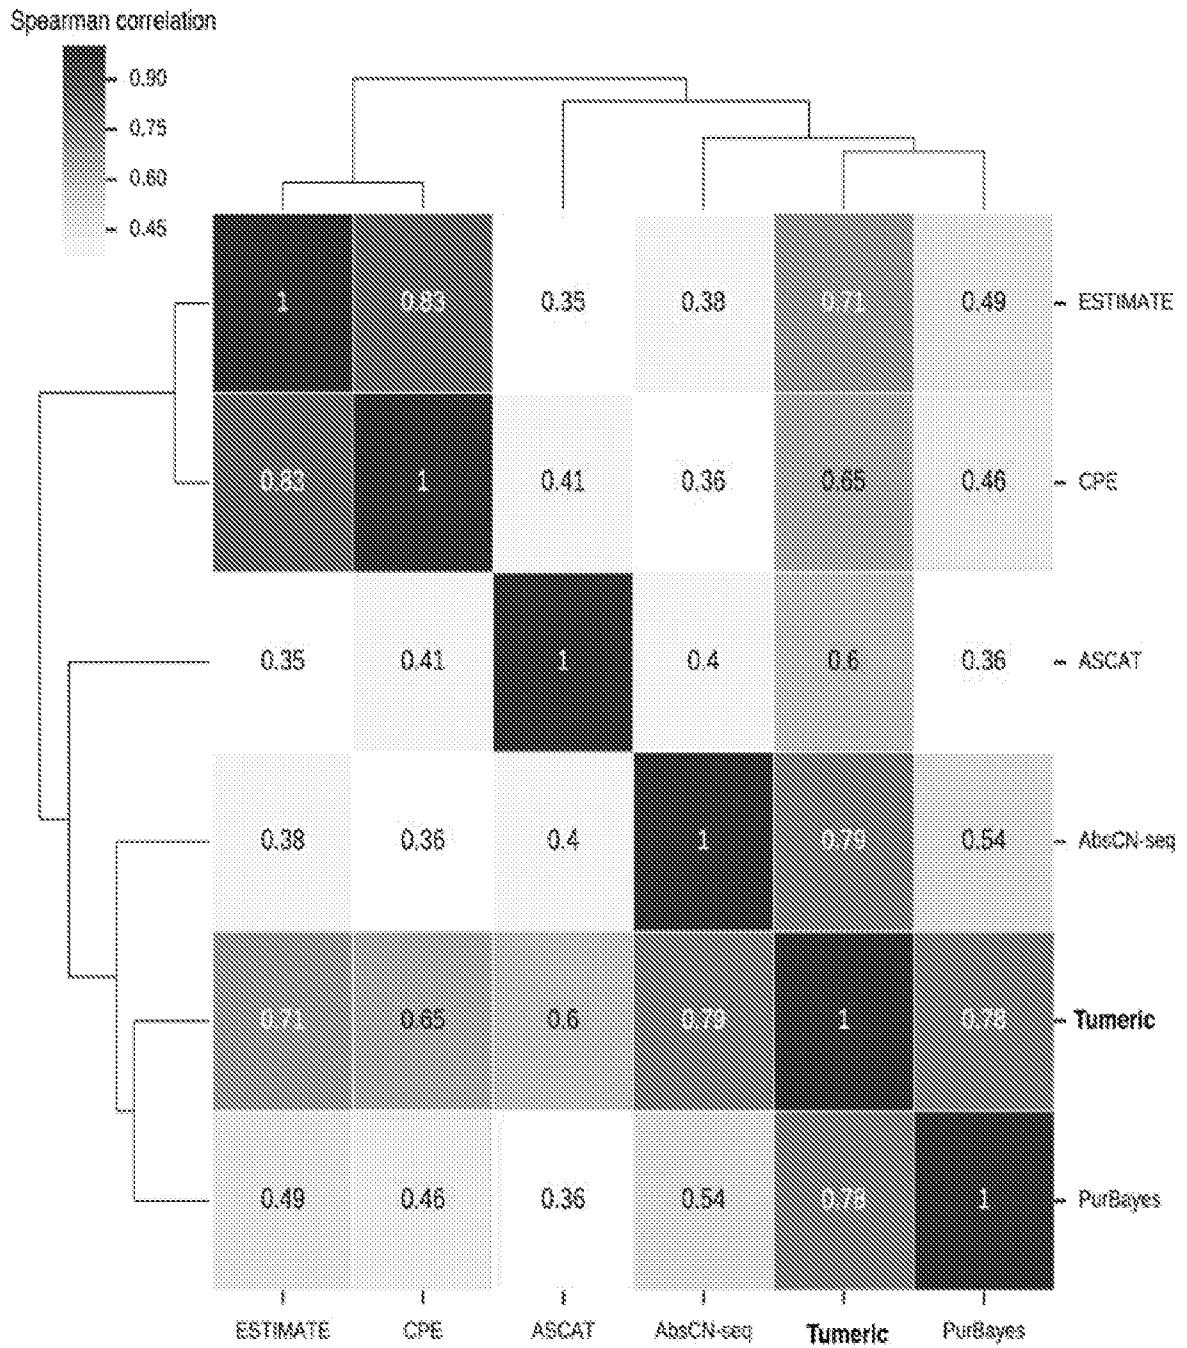 Spearman correlation
0.90
0.75
0.60
0.45
1 0.83 0.35 0.38 0.71 0.49 ESTIMATE
0.83 1 0.41 0.36 0.65 0.46 CPE
0.35 0.41 1 0.4 0.6 0.36 ASCAT
0.38 0.36 0.4 1 0.79 0.54 AbsCN-seq
0.71 0.65 0.6 0.79 1 0.78 Tumeric
0.49 0.46 0.36 0.54 0.78 1 PurBayes
ESTIMATE CPE ASCAT AbsCN-seq Tumeric PurBayes